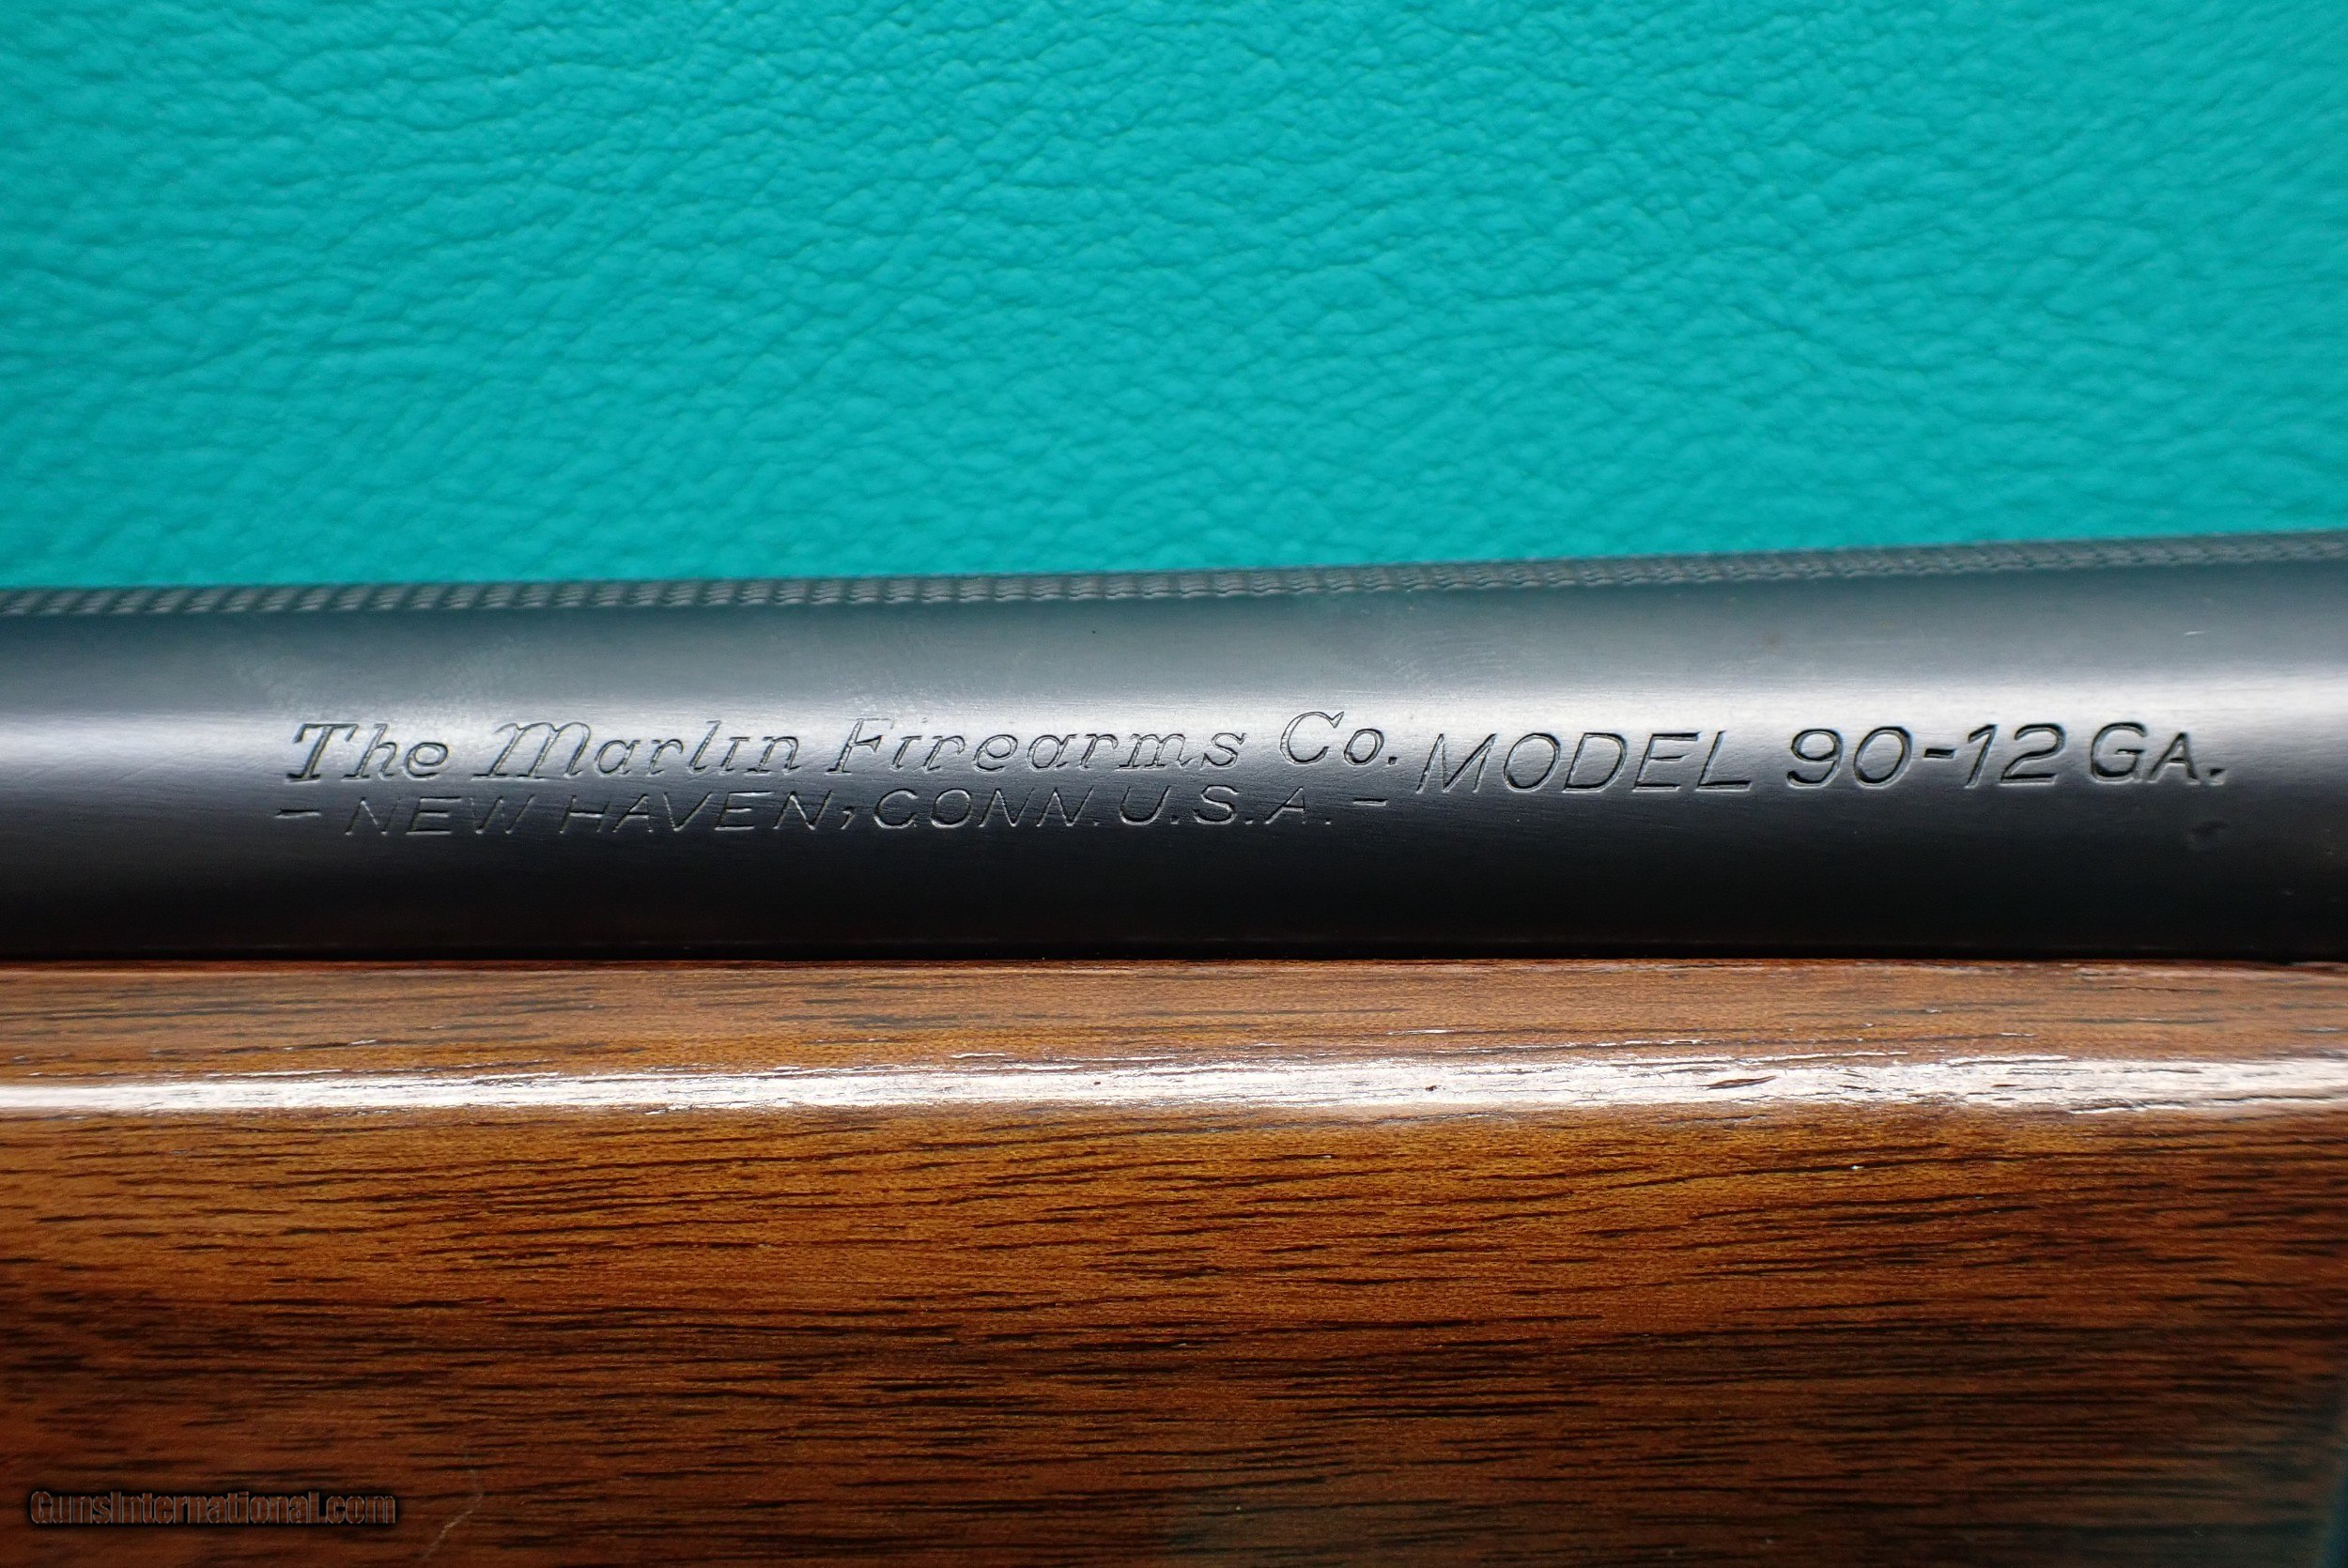 The Marlin Firearms Co. MODEL 90-12 GA.
- NEW HAVEN, CONN. U.S.A. -
GunsInternational.com